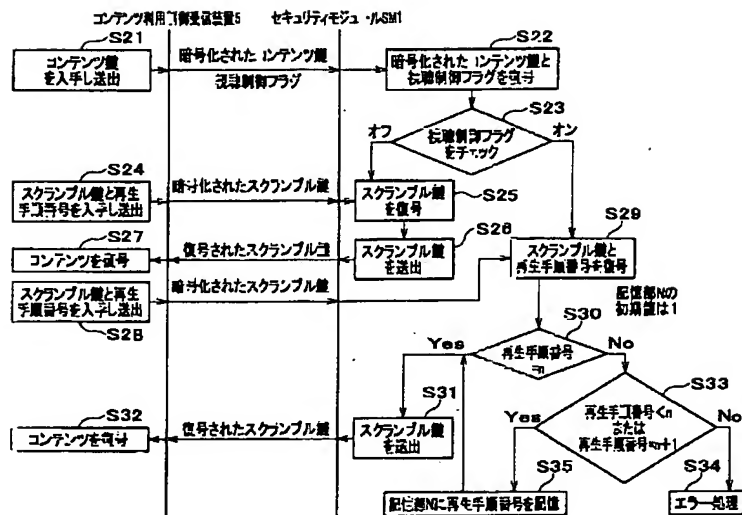 コンテンツ利用制御受信装置5
セキュリティモジュールSM1
S21
コンテンツ鍵
を入手し送出
暗号化されたコンテンツ鍵
視聴制御フラグ
S22
暗号化されたコンテンツ鍵と
視聴制御フラグを復号
S23
視聴制御フラグ
をチェック
オフ
オン
S24
スクランブル鍵と再生
手順番号を入手し送出
暗号化されたスクランブル鍵
S25
スクランブル鍵
を復号
S26
スクランブル鍵
を送出
S27
コンテンツを復号
復号されたスクランブル鍵
S28
スクランブル鍵と再生
手順番号を入手し送出
暗号化されたスクランブル鍵
S29
スクランブル鍵と
再生手順番号を復号
記憶部Nの
初期値は1
S30
再生手順番号
=n
Yes
No
S31
スクランブル鍵
を送出
S32
コンテンツを復号
復号されたスクランブル鍵
S33
再生手順番号<n
または
再生手順番号=n+1
Yes
No
S34
エラー処理
S35
記憶部Nに再生手順番号を記憶